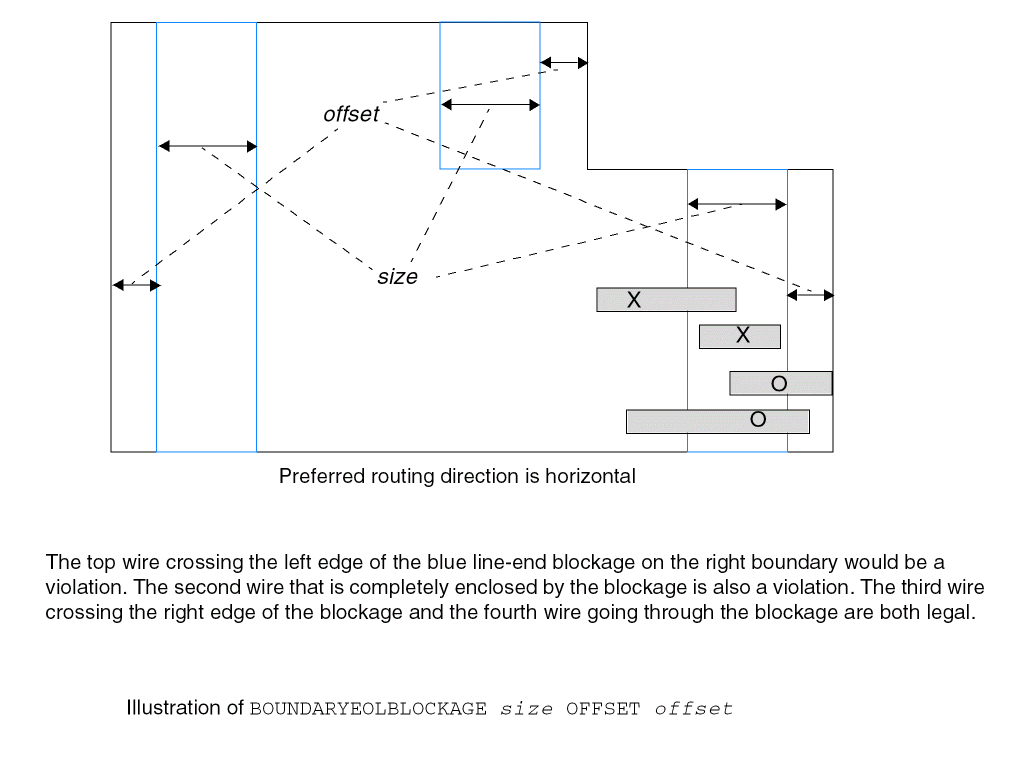 offset
size
X
X
O
O
Preferred routing direction is horizontal
The top wire crossing the left edge of the blue line-end blockage on the right boundary would be a
violation. The second wire that is completely enclosed by the blockage is also a violation. The third wire
crossing the right edge of the blockage and the fourth wire going through the blockage are both legal.
Illustration of BOUNDARYEOLBLOCKAGE size OFFSET offset